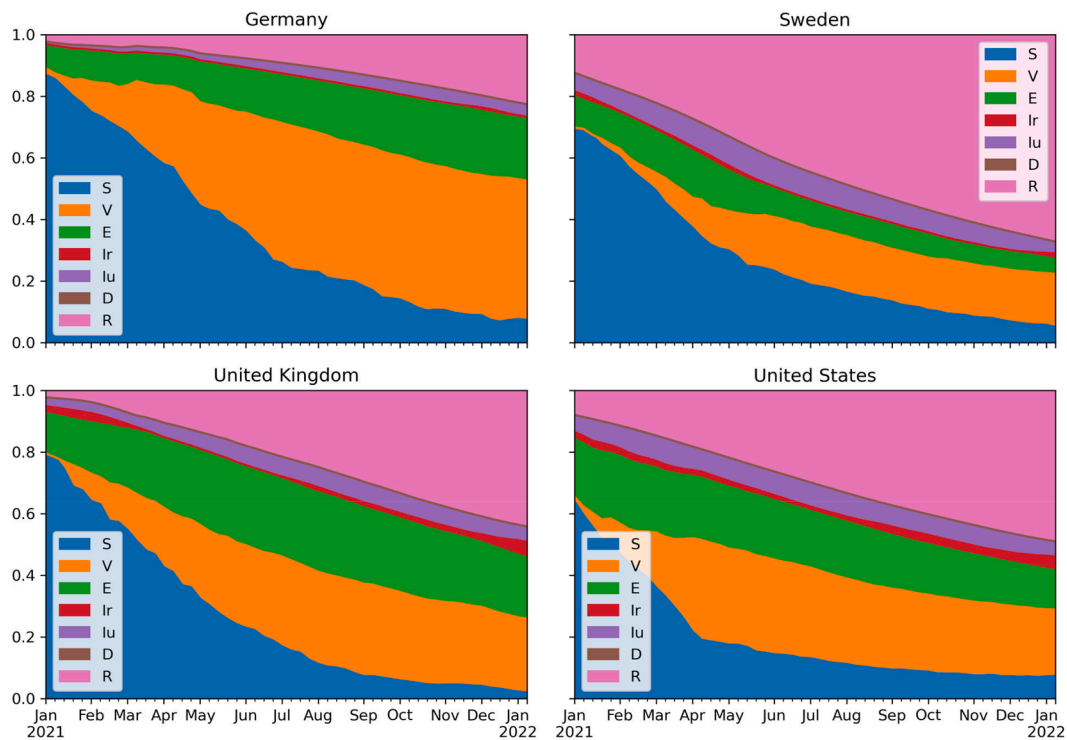 Germany
1.0
0.8
0.6
0.4
0.2
0.0
S
V
E
Ir
Iu
D
R
Sweden
S
V
E
Ir
Iu
D
R
United Kingdom
1.0
0.8
0.6
0.4
0.2
0.0
S
V
E
Ir
Iu
D
R
Jan Feb Mar Apr May Jun Jul Aug Sep Oct Nov Dec Jan
2021 2022
United States
S
V
E
Ir
Iu
D
R
Jan Feb Mar Apr May Jun Jul Aug Sep Oct Nov Dec Jan
2021 2022